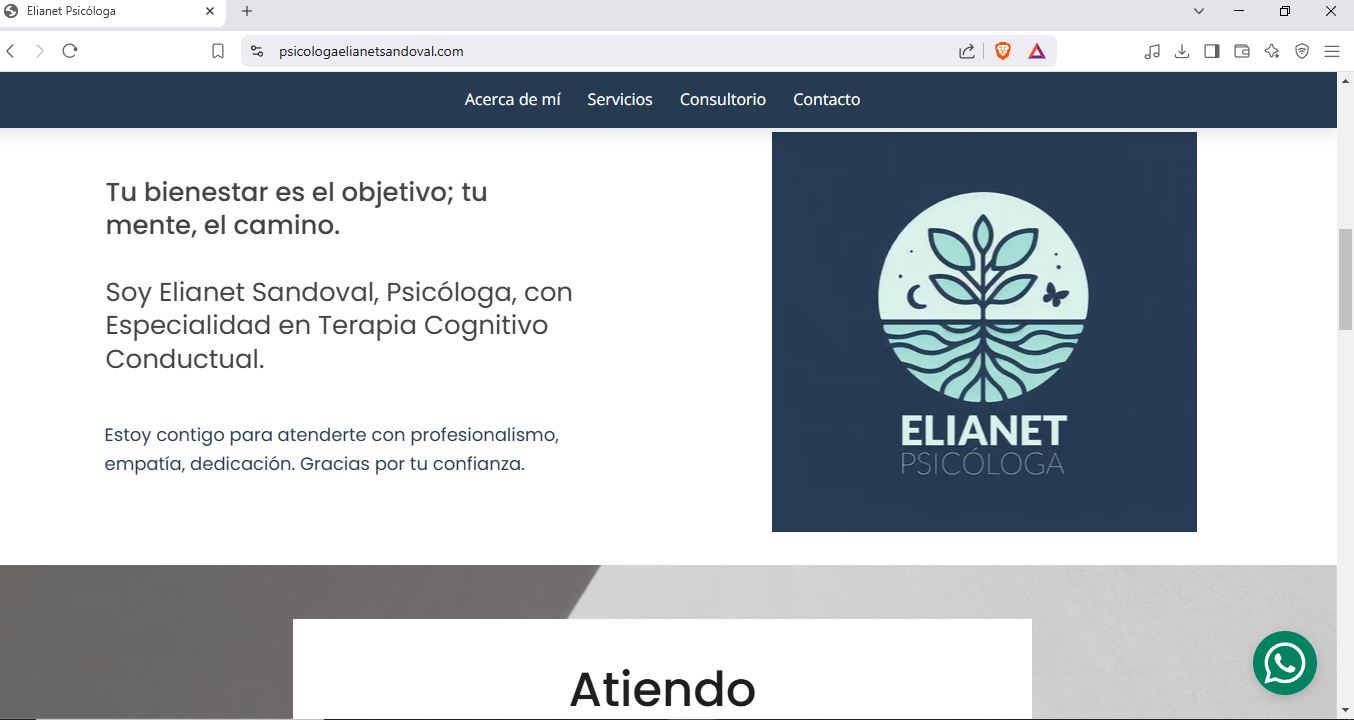 Elianet Psicóloga
psicologaelianetsandoval.com
Acerca de mí Servicios Consultorio Contacto
Tu bienestar es el objetivo; tu
mente, el camino.
Soy Elianet Sandoval, Psicóloga, con
Especialidad en Terapia Cognitivo
Conductual.
Estoy contigo para atenderte con profesionalismo,
empatía, dedicación. Gracias por tu confianza.
ELIANET
PSICÓLOGA
Atiendo